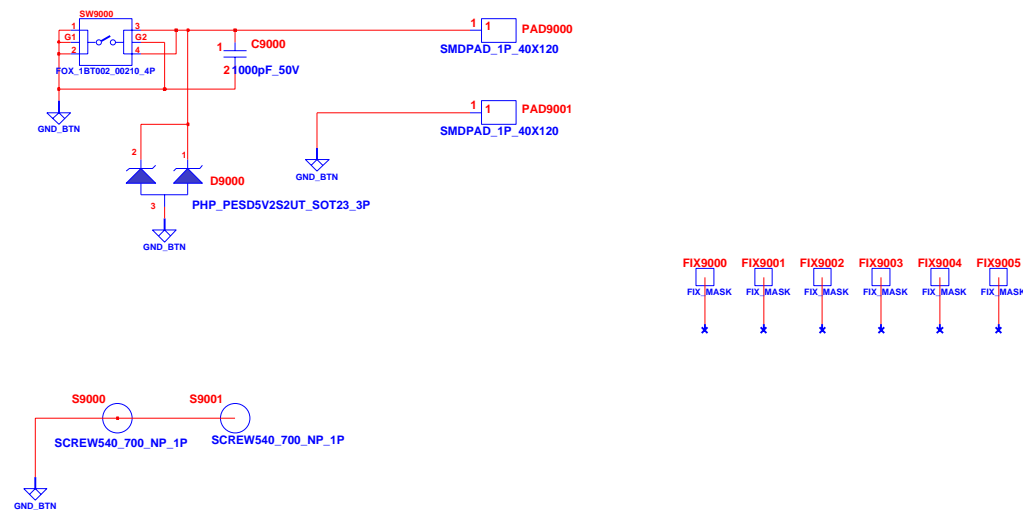 SW9000
1 3
G1 G2
2 4
FOX_1BT002_00210_4P
GND_BTN
1 C9000
2 1000pF_50V
1 1 PAD9000
SMDPAD_1P_40X120
1 1 PAD9001
SMDPAD_1P_40X120
GND_BTN
2 1
D9000
3 PHP_PESD5V2S2UT_SOT23_3P
GND_BTN
FIX9000 FIX9001 FIX9002 FIX9003 FIX9004 FIX9005
FIX_MASK FIX_MASK FIX_MASK FIX_MASK FIX_MASK FIX_MASK
S9000 S9001
SCREW540_700_NP_1P SCREW540_700_NP_1P
GND_BTN